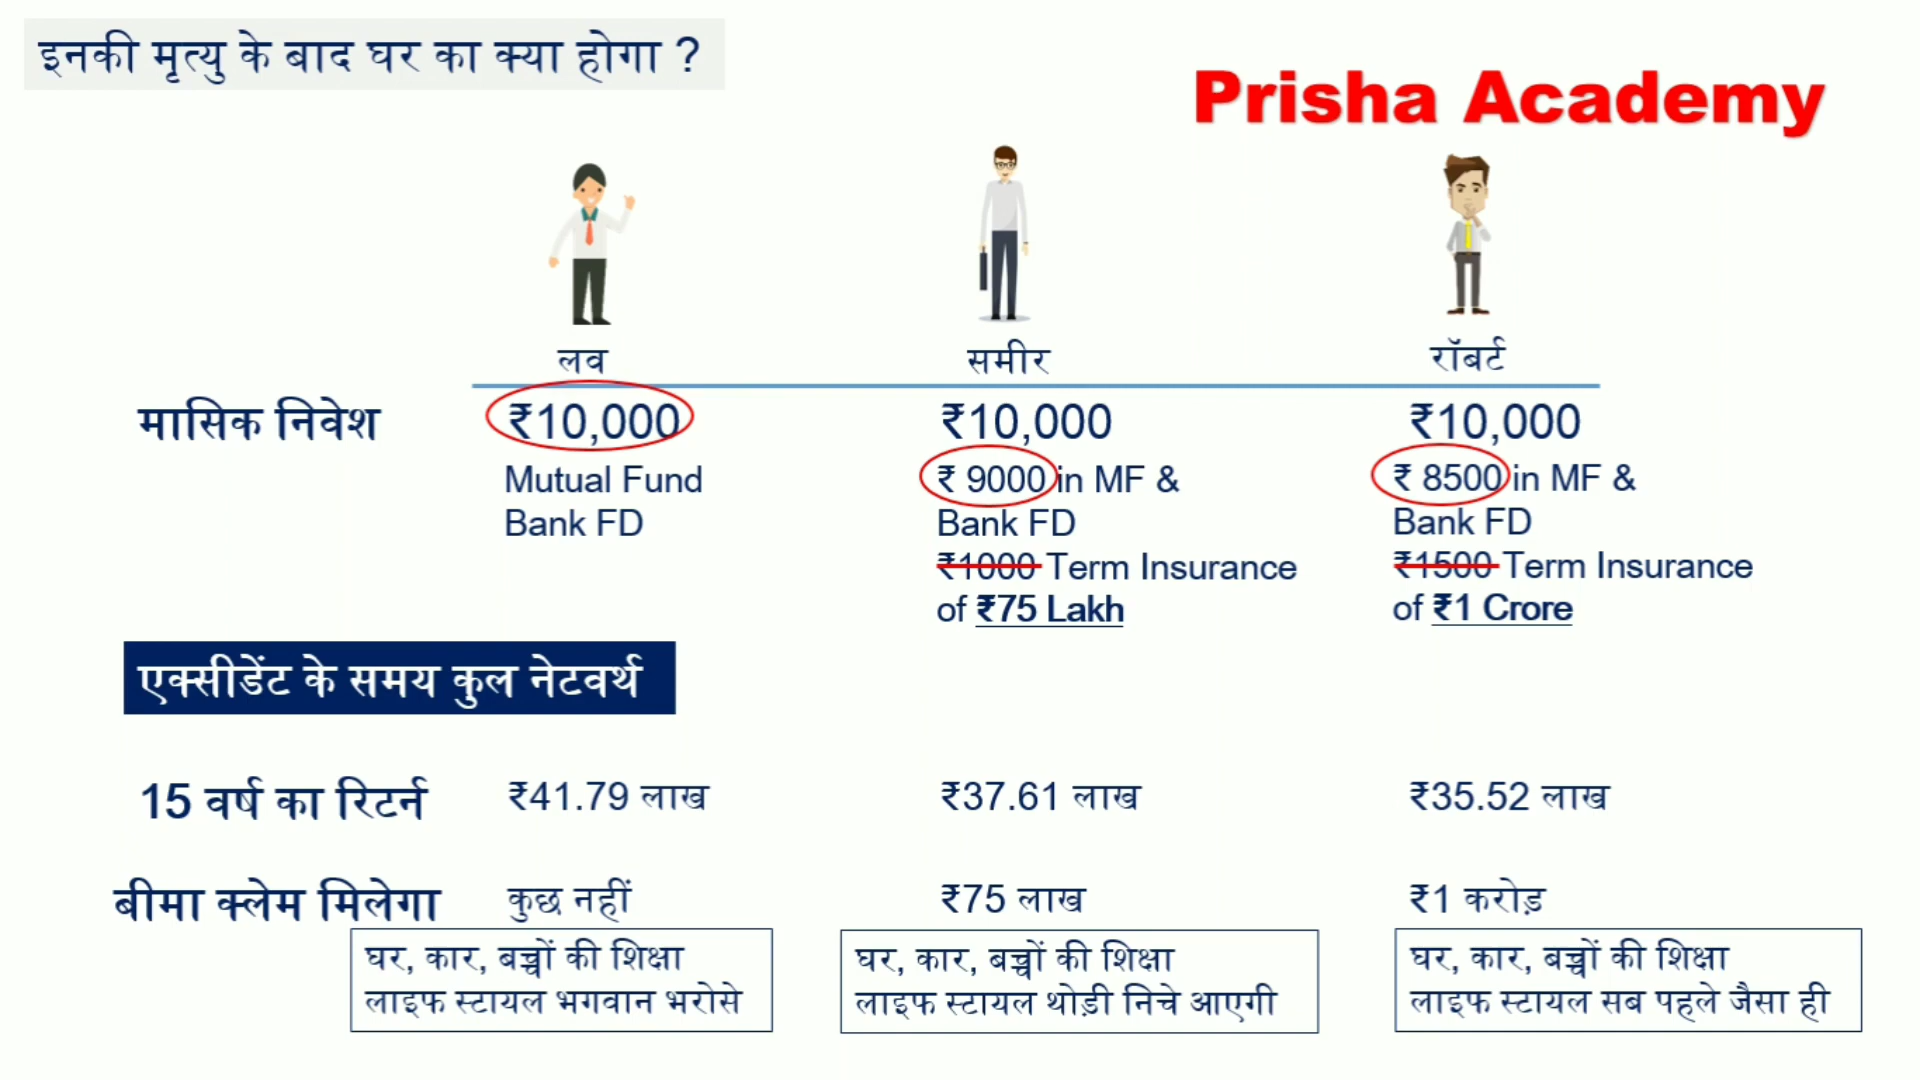 इनकी मृत्यु के बाद घर का क्या होगा ?
Prisha Academy
लव
समीर
रॉबर्ट
मासिक निवेश
₹10,000
₹10,000
₹10,000
Mutual Fund
Bank FD
₹ 9000 in MF &
Bank FD
₹1000 Term Insurance
of ₹75 Lakh
₹ 8500 in MF &
Bank FD
₹1500 Term Insurance
of ₹1 Crore
एक्सीडेंट के समय कुल नेटवर्थ
15 वर्ष का रिटर्न
₹41.79 लाख
₹37.61 लाख
₹35.52 लाख
बीमा क्लेम मिलेगा
कुछ नहीं
₹75 लाख
₹1 करोड़
घर, कार, बच्चों की शिक्षा
लाइफ स्टायल भगवान भरोसे
घर, कार, बच्चों की शिक्षा
लाइफ स्टायल थोड़ी निचे आएगी
घर, कार, बच्चों की शिक्षा
लाइफ स्टायल सब पहले जैसा ही